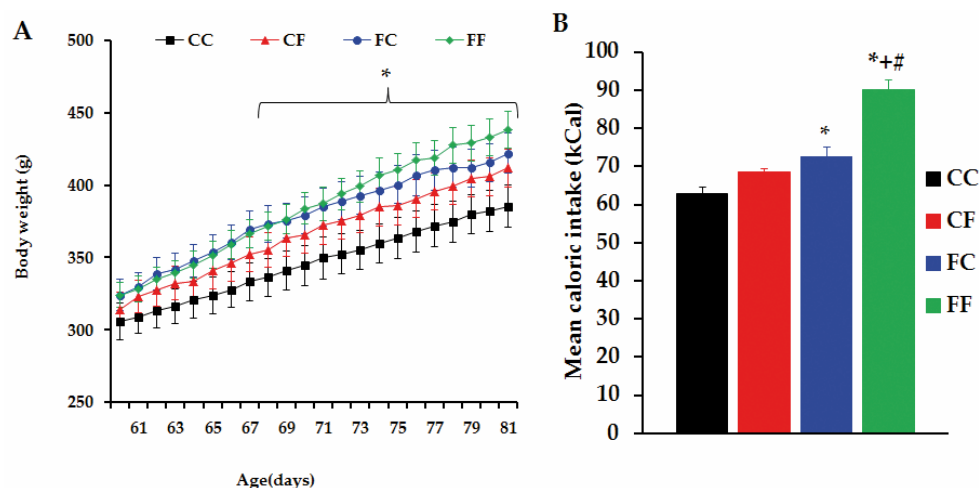 A
500
450
400
350
300
250
Body weight (g)
CC CF FC FF
*
61 63 65 67 69 71 73 75 77 79 81
Age(days)
B
100
90
80
70
60
50
40
30
20
10
0
Mean caloric intake (kCal)
*
*+#
CC
CF
FC
FF